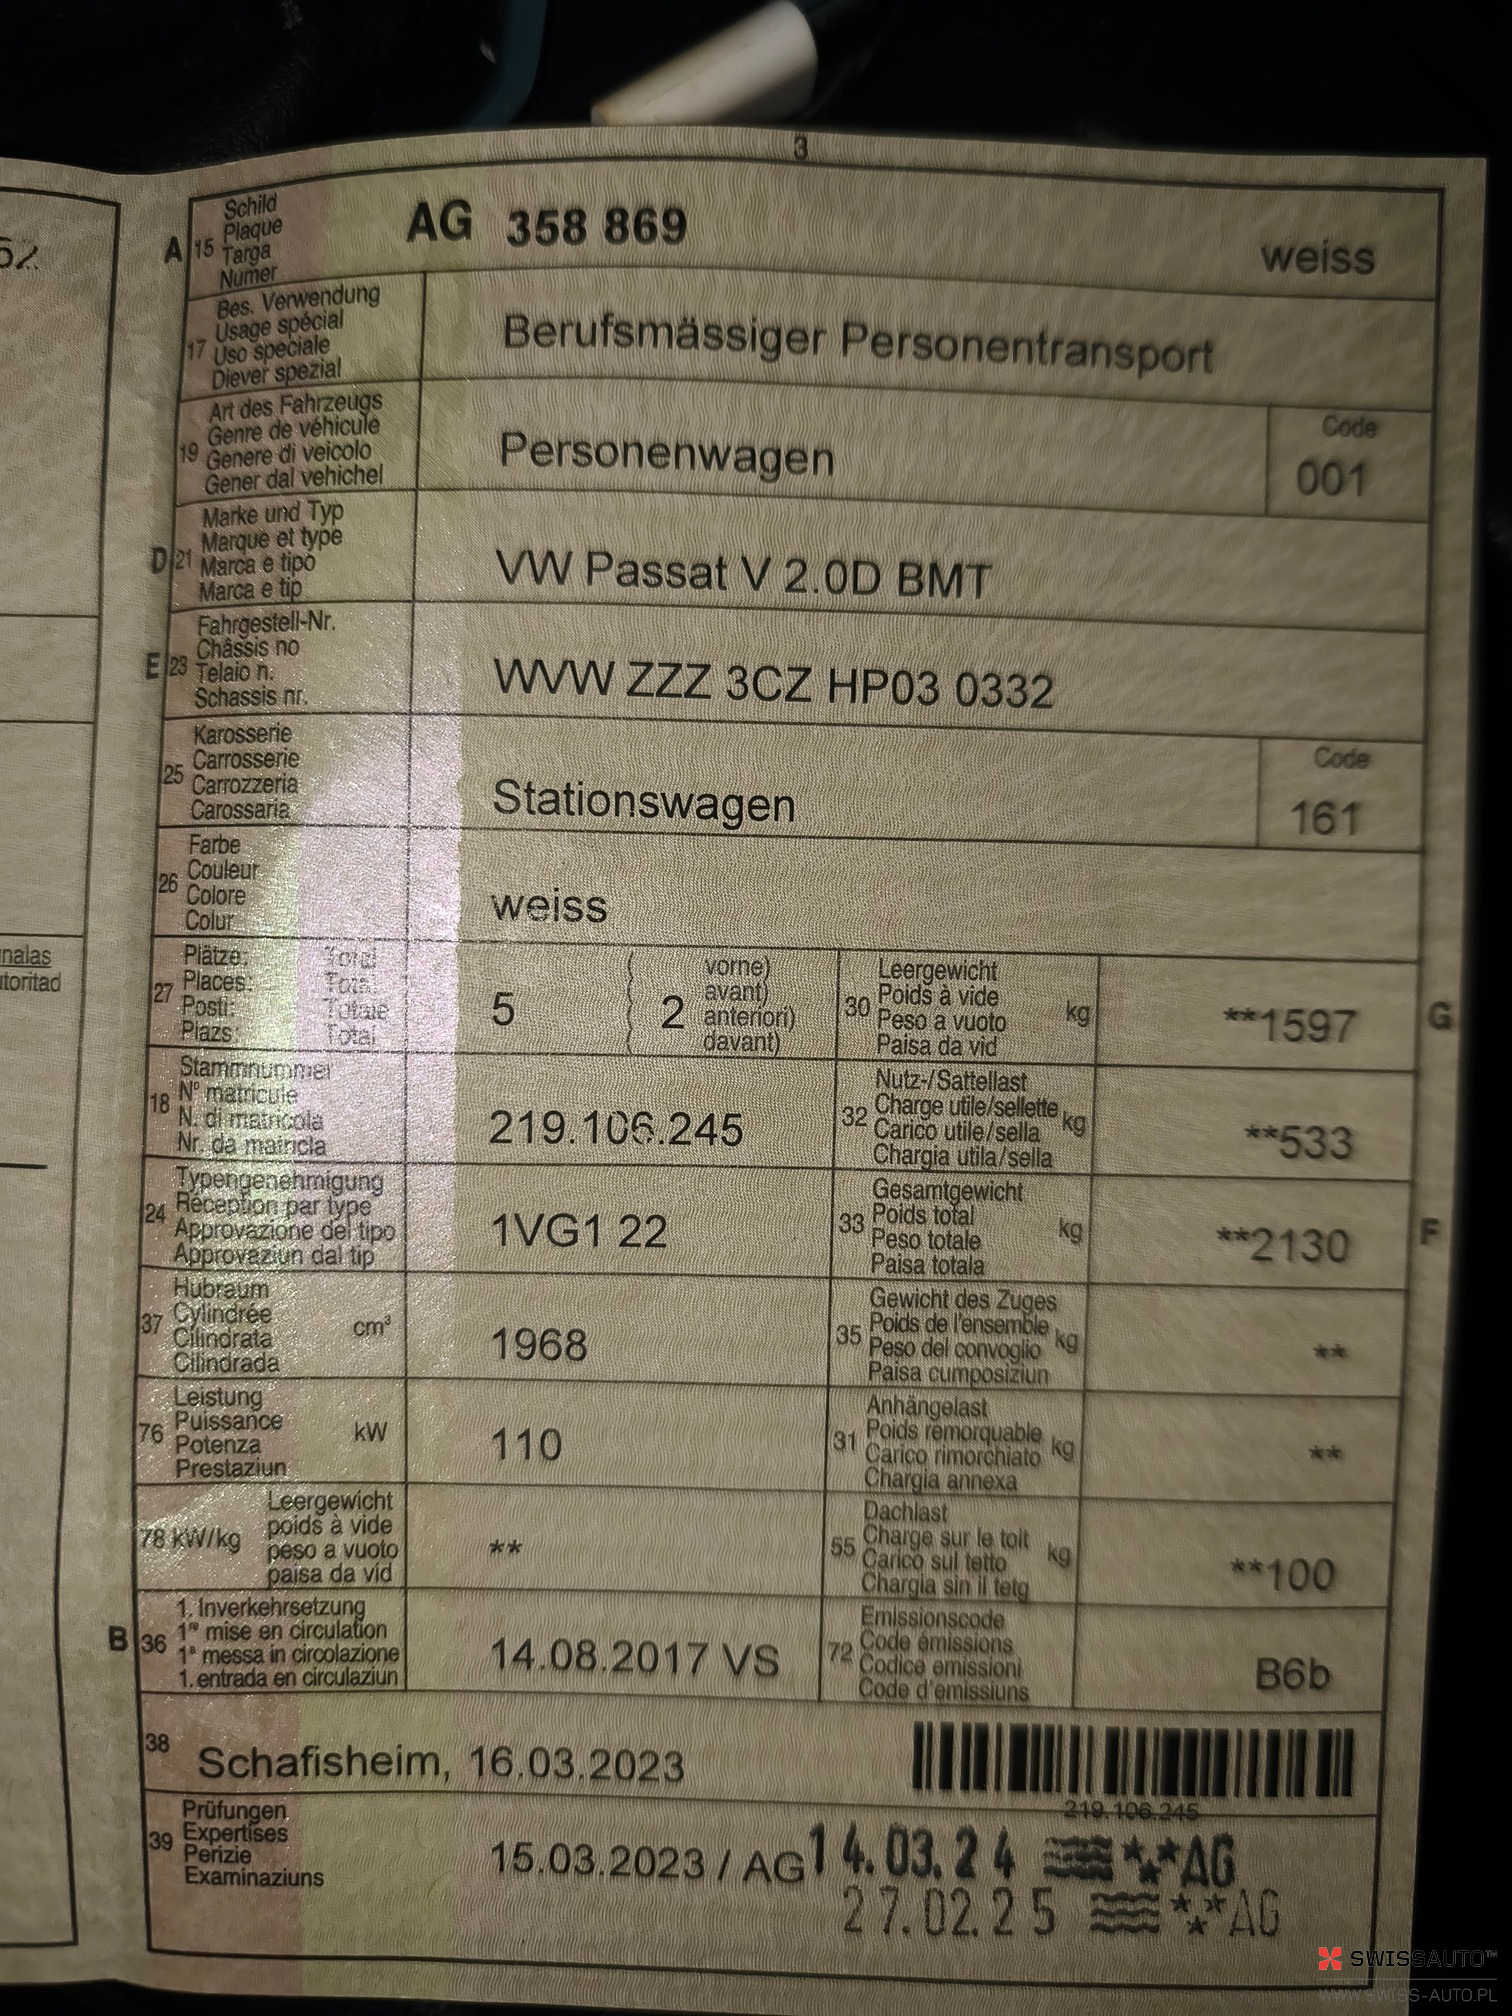 3
52
A 15 Schild
Plaque
Targa
Numer
AG 358 869
weiss
17 Bes. Verwendung
Usage spécial
Uso speciale
Diever spezial
Berufsmässiger Personentransport
19 Art des Fahrzeugs
Genre de véhicule
Genere di veicolo
Gener dal vehichel
Personenwagen
Code
001
D 21 Marke und Typ
Marque et type
Marca e tipo
Marca e tip
VW Passat V 2.0D BMT
E 23 Fahrgestell-Nr.
Châssis no
Telaio n.
Schassis nr.
WVW ZZZ 3CZ HP03 0332
25 Karosserie
Carrosserie
Carrozzeria
Carossaria
Stationswagen
Code
161
26 Farbe
Couleur
Colore
Colur
weiss
nalas
toritad
27 Plätze: Total
Places: Total
Posti: Totale
Plazs: Total
5 ( 2 vorne)
avant)
anteriori)
davant)
30 Leergewicht
Poids à vide
Peso a vuoto
Paisa da vid
kg
**1597
G
18 Stammnummer
N° matricule
N. di matricola
Nr. da matricla
219.106.245
32 Nutz-/Sattellast
Charge utile/sellette
Carico utile/sella
Chargia utila/sella
kg
**533
24 Typengenehmigung
Réception par type
Approvazione del tipo
Approvaziun dal tip
1VG1 22
33 Gesamtgewicht
Poids total
Peso totale
Paisa totala
kg
**2130
F
37 Hubraum
Cylindrée
Cilindrata
Cilindrada
cm³
1968
35 Gewicht des Zuges
Poids de l'ensemble
Peso del convoglio
Paisa cumposiziun
kg
**
76 Leistung
Puissance
Potenza
Prestaziun
kW
110
31 Anhängelast
Poids remorquable
Carico rimorchiato
Chargia annexa
kg
**
78 kW/kg
Leergewicht
poids à vide
peso a vuoto
paisa da vid
**
55 Dachlast
Charge sur le toit
Carico sul tetto
Chargia sin il tetg
kg
**100
B 36 1. Inverkehrsetzung
1re mise en circulation
1a messa in circolazione
1. entrada en circulaziun
14.08.2017 VS
72 Emissionscode
Code émissions
Codice emissioni
Code d'emissiuns
B6b
38
Schafisheim, 16.03.2023
219.106.245
39 Prüfungen
Expertises
Perizie
Examinaziuns
15.03.2023 / AG
14.03.24 ***AG
27.02.25 ***AG
SWISSAUTO™
WWW.SWISS-AUTO.PL